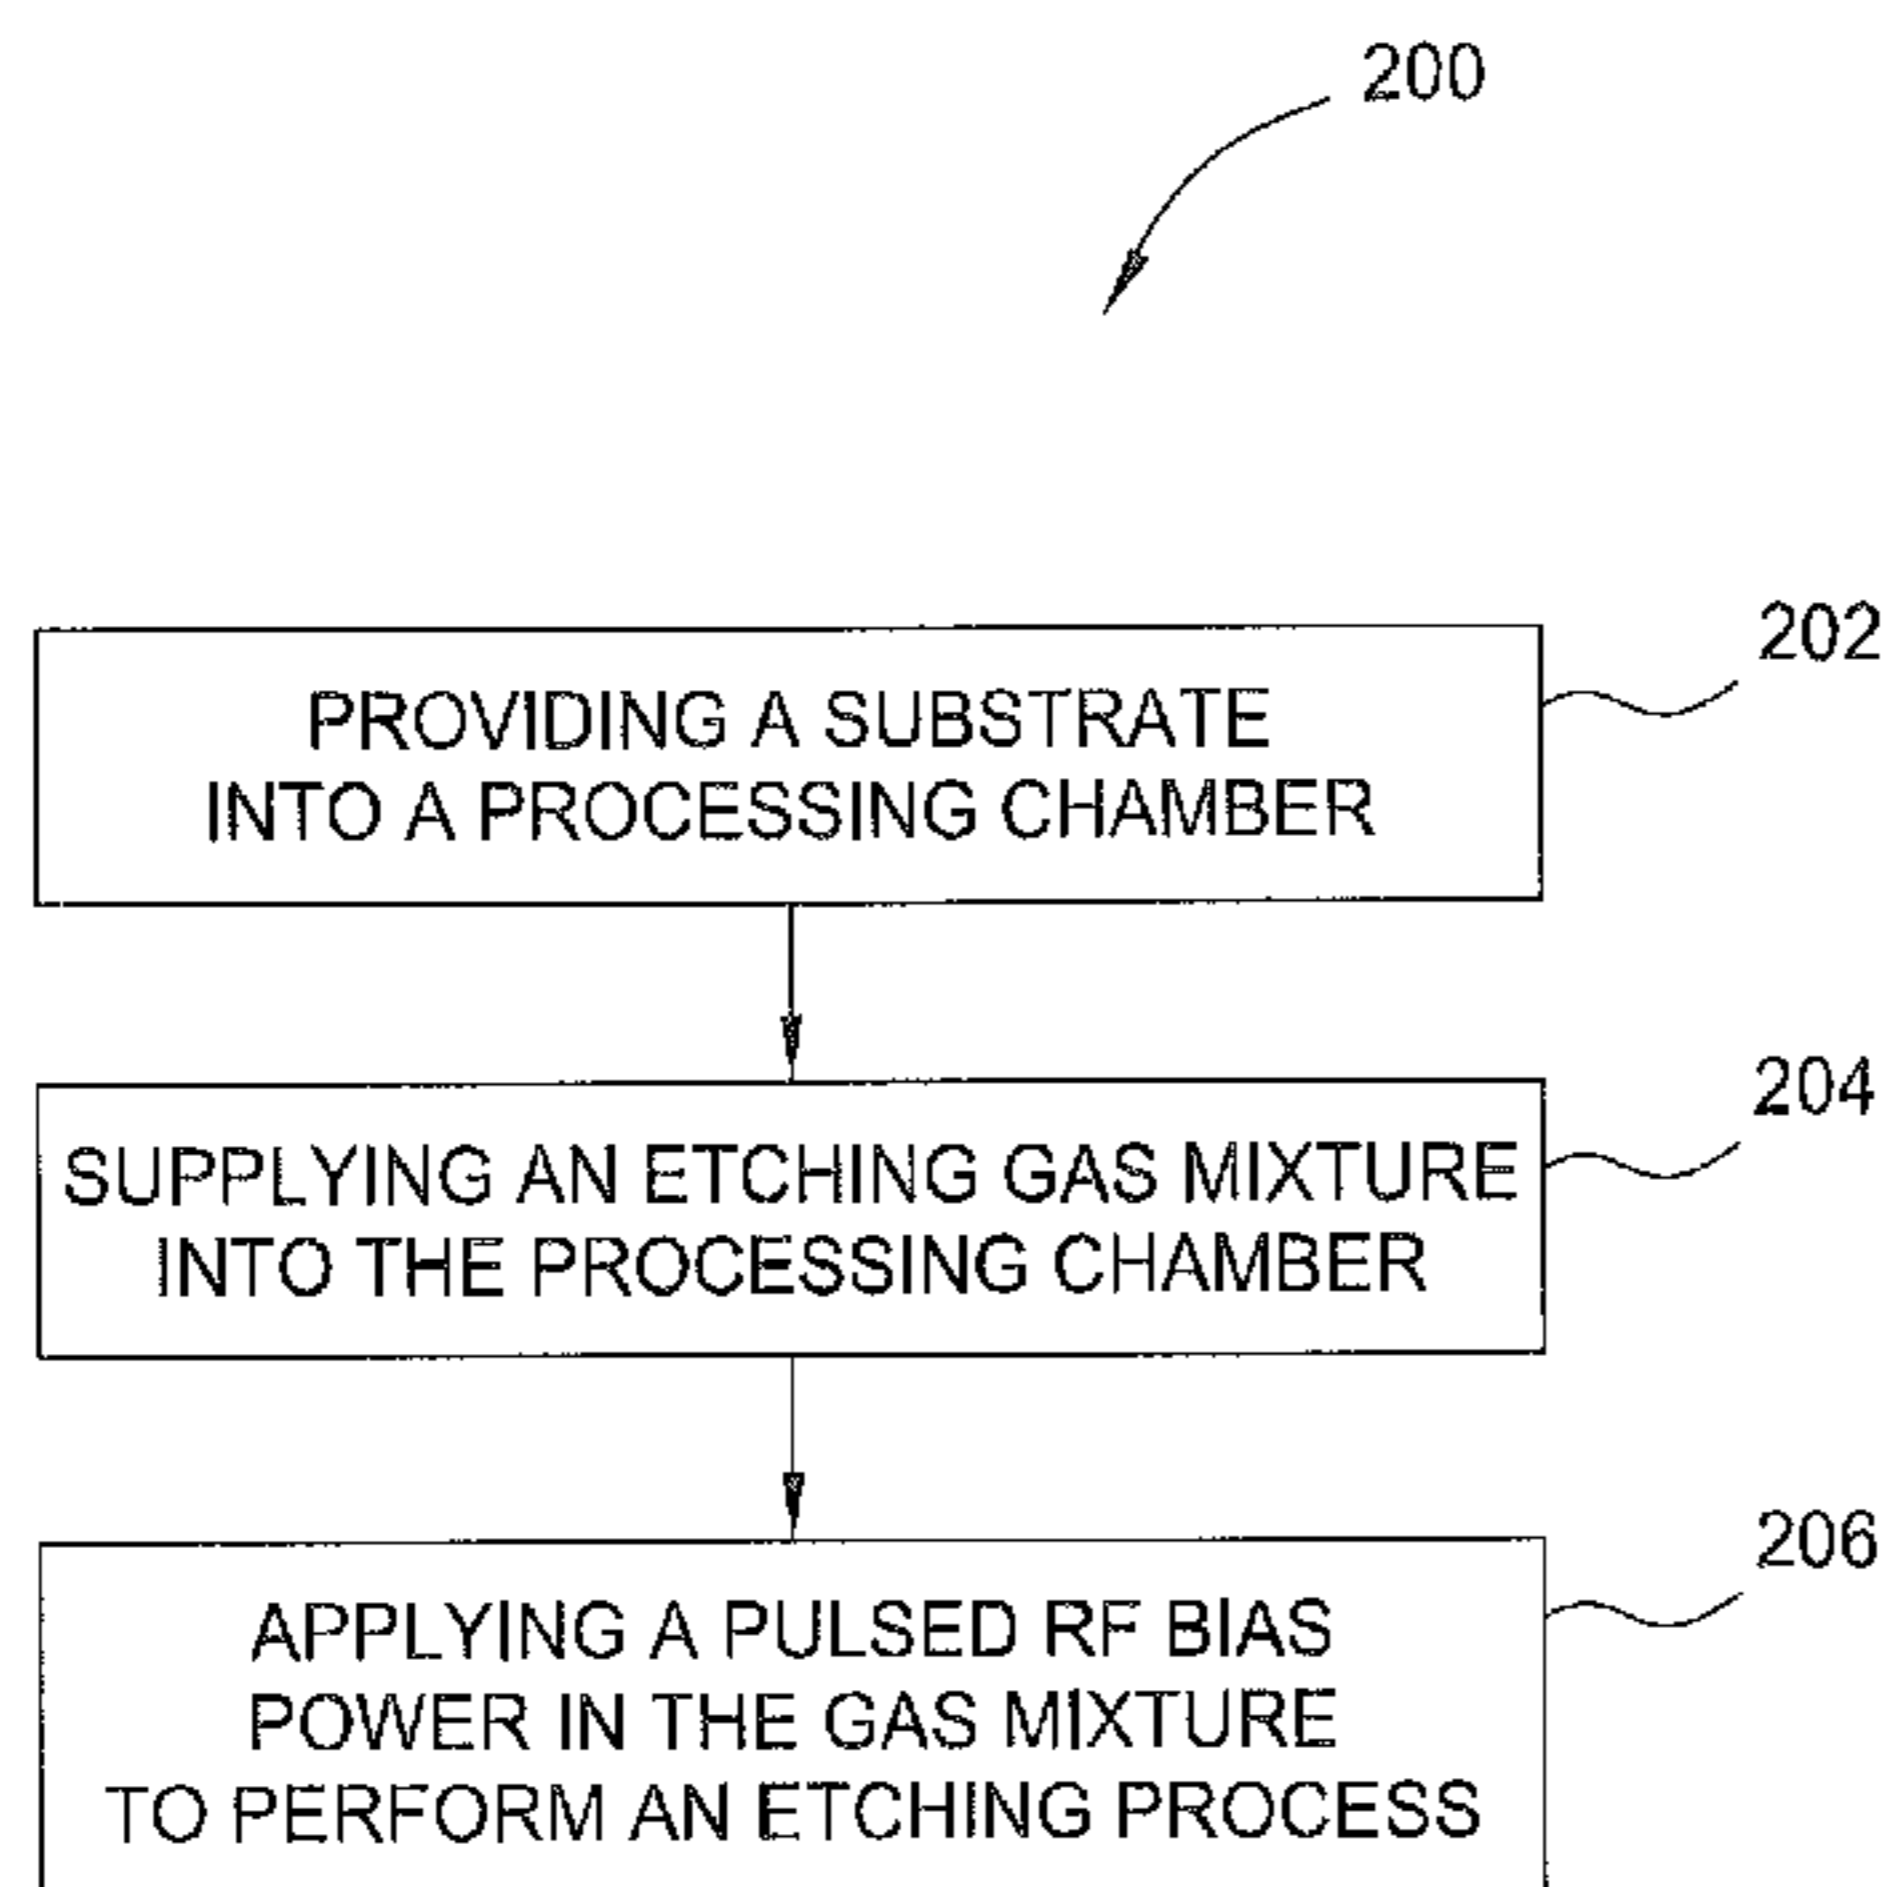 200
202
PROVIDING A SUBSTRATE
INTO A PROCESSING CHAMBER
204
SUPPLYING AN ETCHING GAS MIXTURE
INTO THE PROCESSING CHAMBER
206
APPLYING A PULSED RF BIAS
POWER IN THE GAS MIXTURE
TO PERFORM AN ETCHING PROCESS